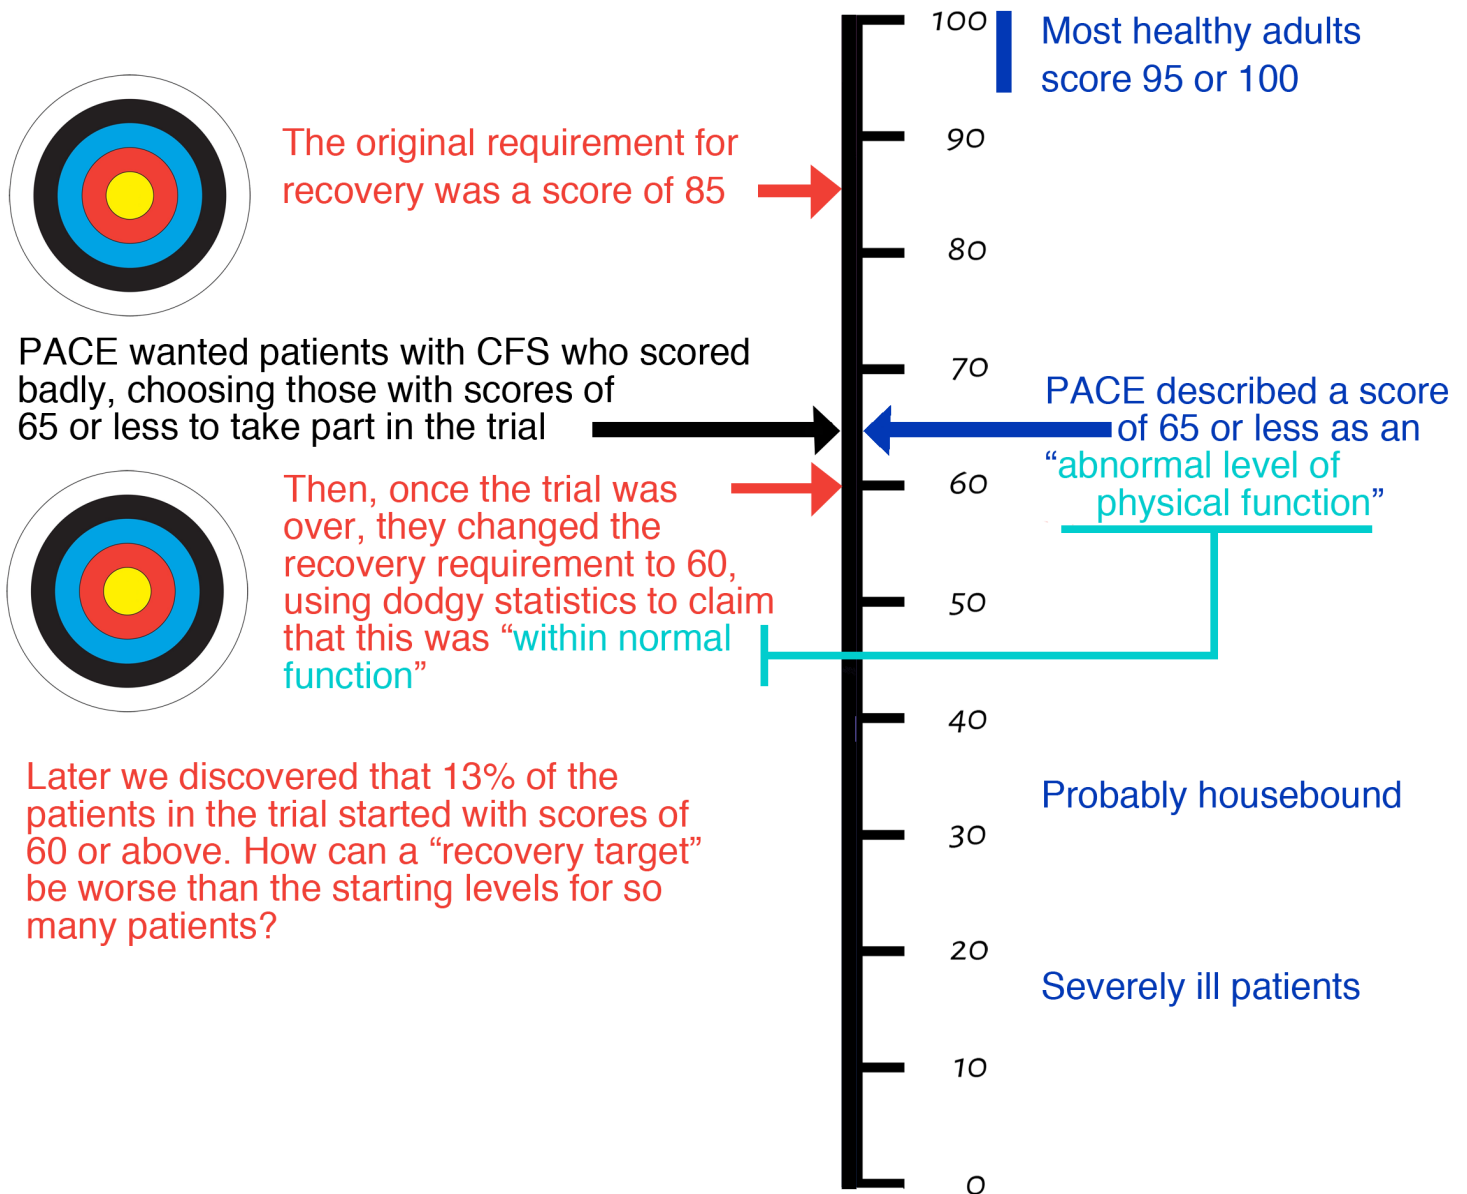 100
Most healthy adults
score 95 or 100
The original requirement for
recovery was a score of 85
90
80
PACE wanted patients with CFS who scored
badly, choosing those with scores of
65 or less to take part in the trial
70
PACE described a score
of 65 or less as an
“abnormal level of
physical function”
60
Then, once the trial was
over, they changed the
recovery requirement to 60,
using dodgy statistics to claim
that this was “within normal
function”
50
40
Later we discovered that 13% of the
patients in the trial started with scores of
60 or above. How can a “recovery target”
be worse than the starting levels for so
many patients?
Probably housebound
30
20
Severely ill patients
10
0